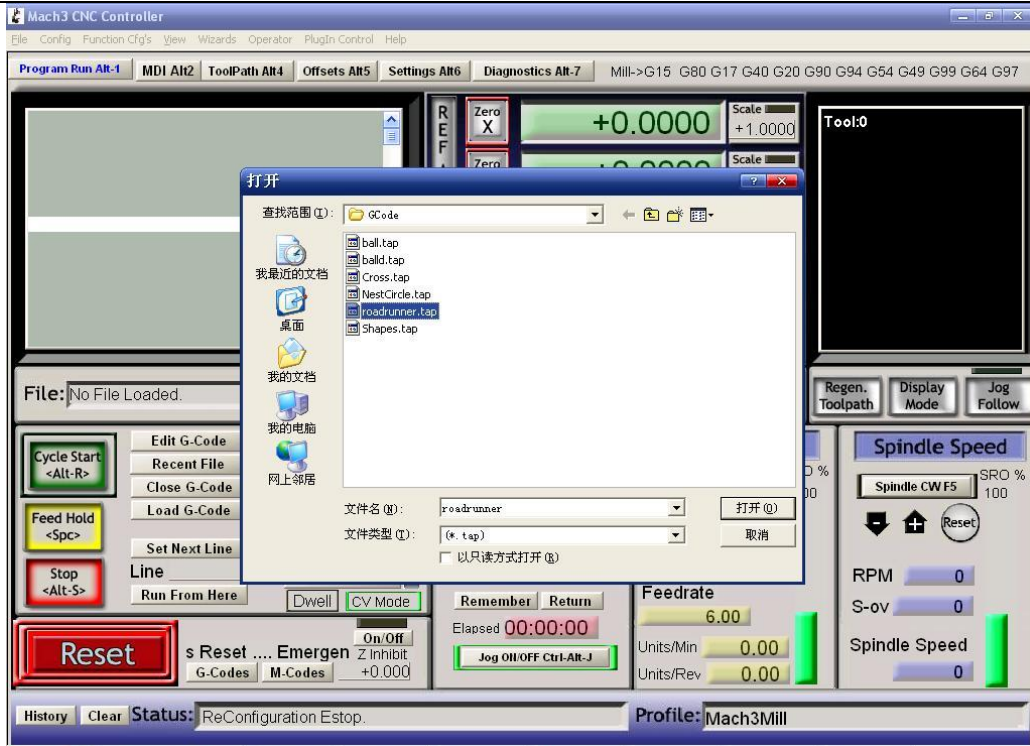 Mach3 CNC Controller
File Config Function Cfg's View Wizards Operator PlugIn Control Help
Program Run Alt-1 MDI Alt2 ToolPath Alt4 Offsets Alt5 Settings Alt6 Diagnostics Alt-7 Mill->G15 G80 G17 G40 G20 G90 G94 G54 G49 G99 G64 G97
R
E
F
Zero
X
+0.0000
Scale
+1.0000
Tool:0
Zero
Scale
打开
查找范围(I):
GCode
我最近的文档
桌面
我的文档
我的电脑
网上邻居
ball.tap
balld.tap
Cross.tap
NestCircle.tap
roadrunner.tap
Shapes.tap
文件名(N):
roadrunner
打开(O)
文件类型(T):
(*.tap)
取消
以只读方式打开(R)
File: No File Loaded.
Regen.
Toolpath
Display
Mode
Jog
Follow
Cycle Start
<Alt-R>
Feed Hold
<Spc>
Stop
<Alt-S>
Edit G-Code
Recent File
Close G-Code
Load G-Code
Set Next Line
Line
Run From Here
Dwell
CV Mode
Spindle Speed
Spindle CW F5
SRO %
100
Reset
RPM 0
S-ov 0
Spindle Speed
0
Remember Return
Elapsed 00:00:00
Jog ON/OFF Ctrl-Alt-J
Feedrate
6.00
Units/Min 0.00
Units/Rev 0.00
Reset
s Reset .... Emergen
G-Codes M-Codes
On/Off
Z Inhibit
+0.000
History Clear Status: ReConfiguration Estop.
Profile: Mach3Mill